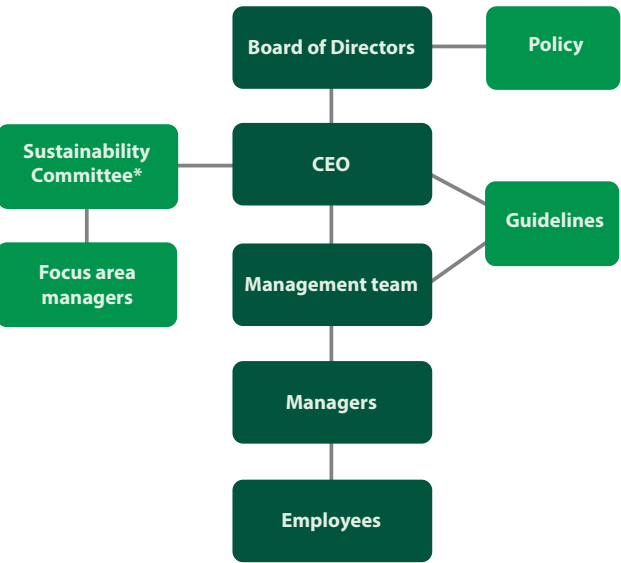 Board of Directors
Policy
Sustainability
Committee*
CEO
Guidelines
Focus area
managers
Management team
Managers
Employees